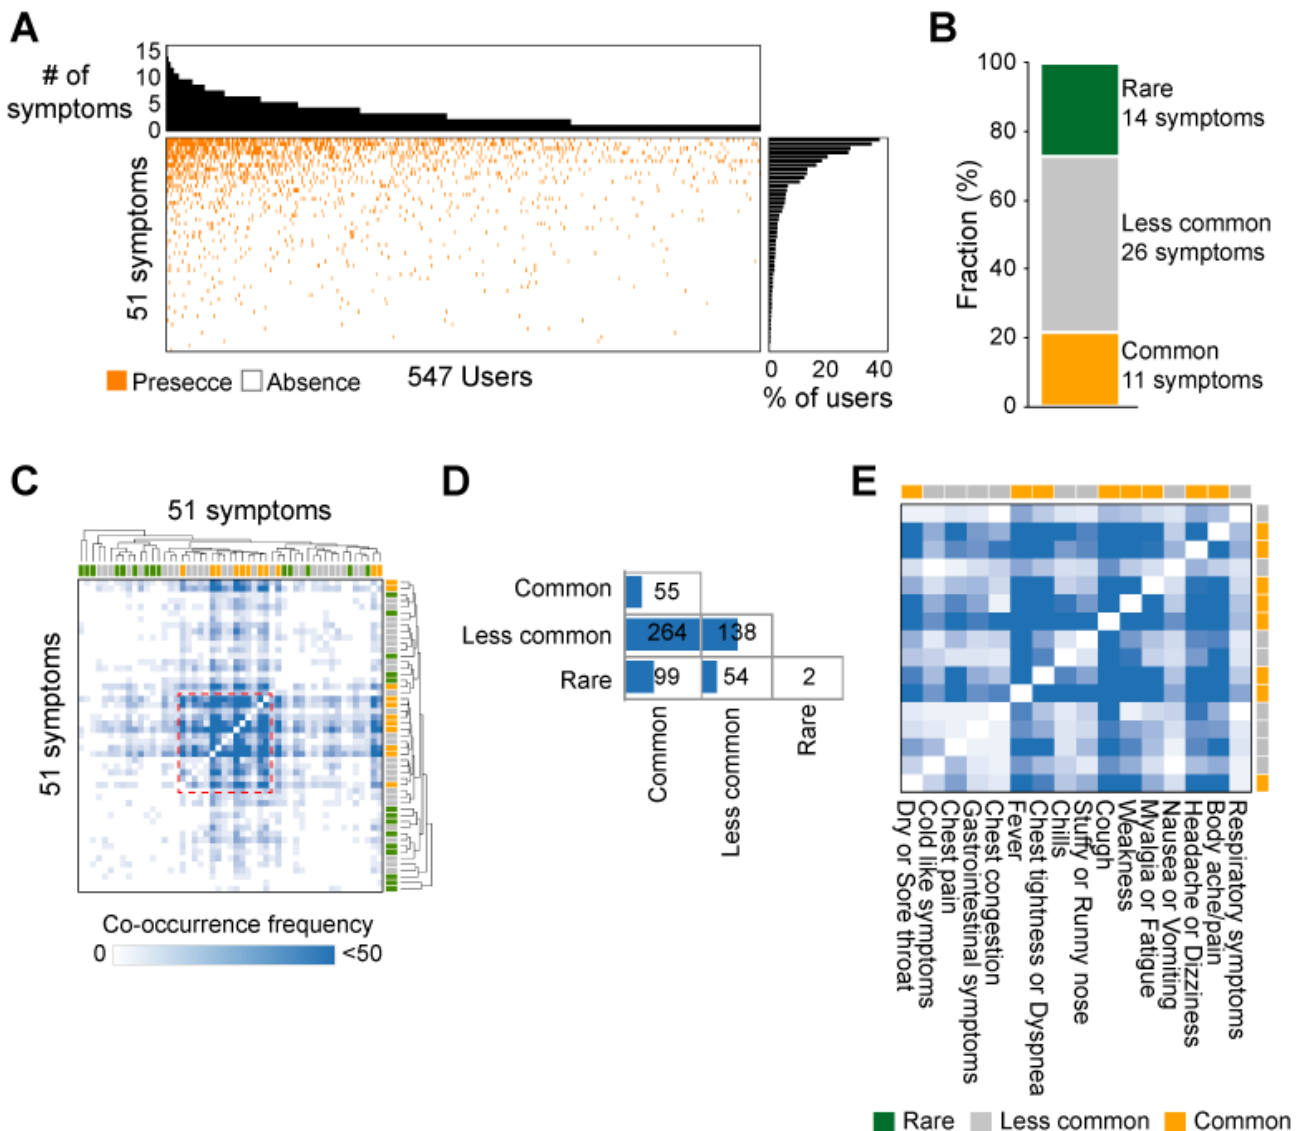 A
# of
symptoms
15
10
5
0
51 symptoms
Presecce
Absence
547 Users
0 20 40
% of users
B
Fraction (%)
100
80
60
40
20
0
Rare
14 symptoms
Less common
26 symptoms
Common
11 symptoms
C
51 symptoms
51 symptoms
Co-occurrence frequency
0
<50
D
Common
55
Less common
264 138
Rare
99 54 2
Common
Less common
Rare
E
Dry or Sore throat
Cold like symptoms
Chest pain
Gastrointestinal symptoms
Chest congestion
Fever
Chest tightness or Dyspnea
Chills
Stuffy or Runny nose
Cough
Weakness
Myalgia or Fatigue
Nausea or Vomiting
Headache or Dizziness
Body ache/pain
Respiratory symptoms
Rare
Less common
Common